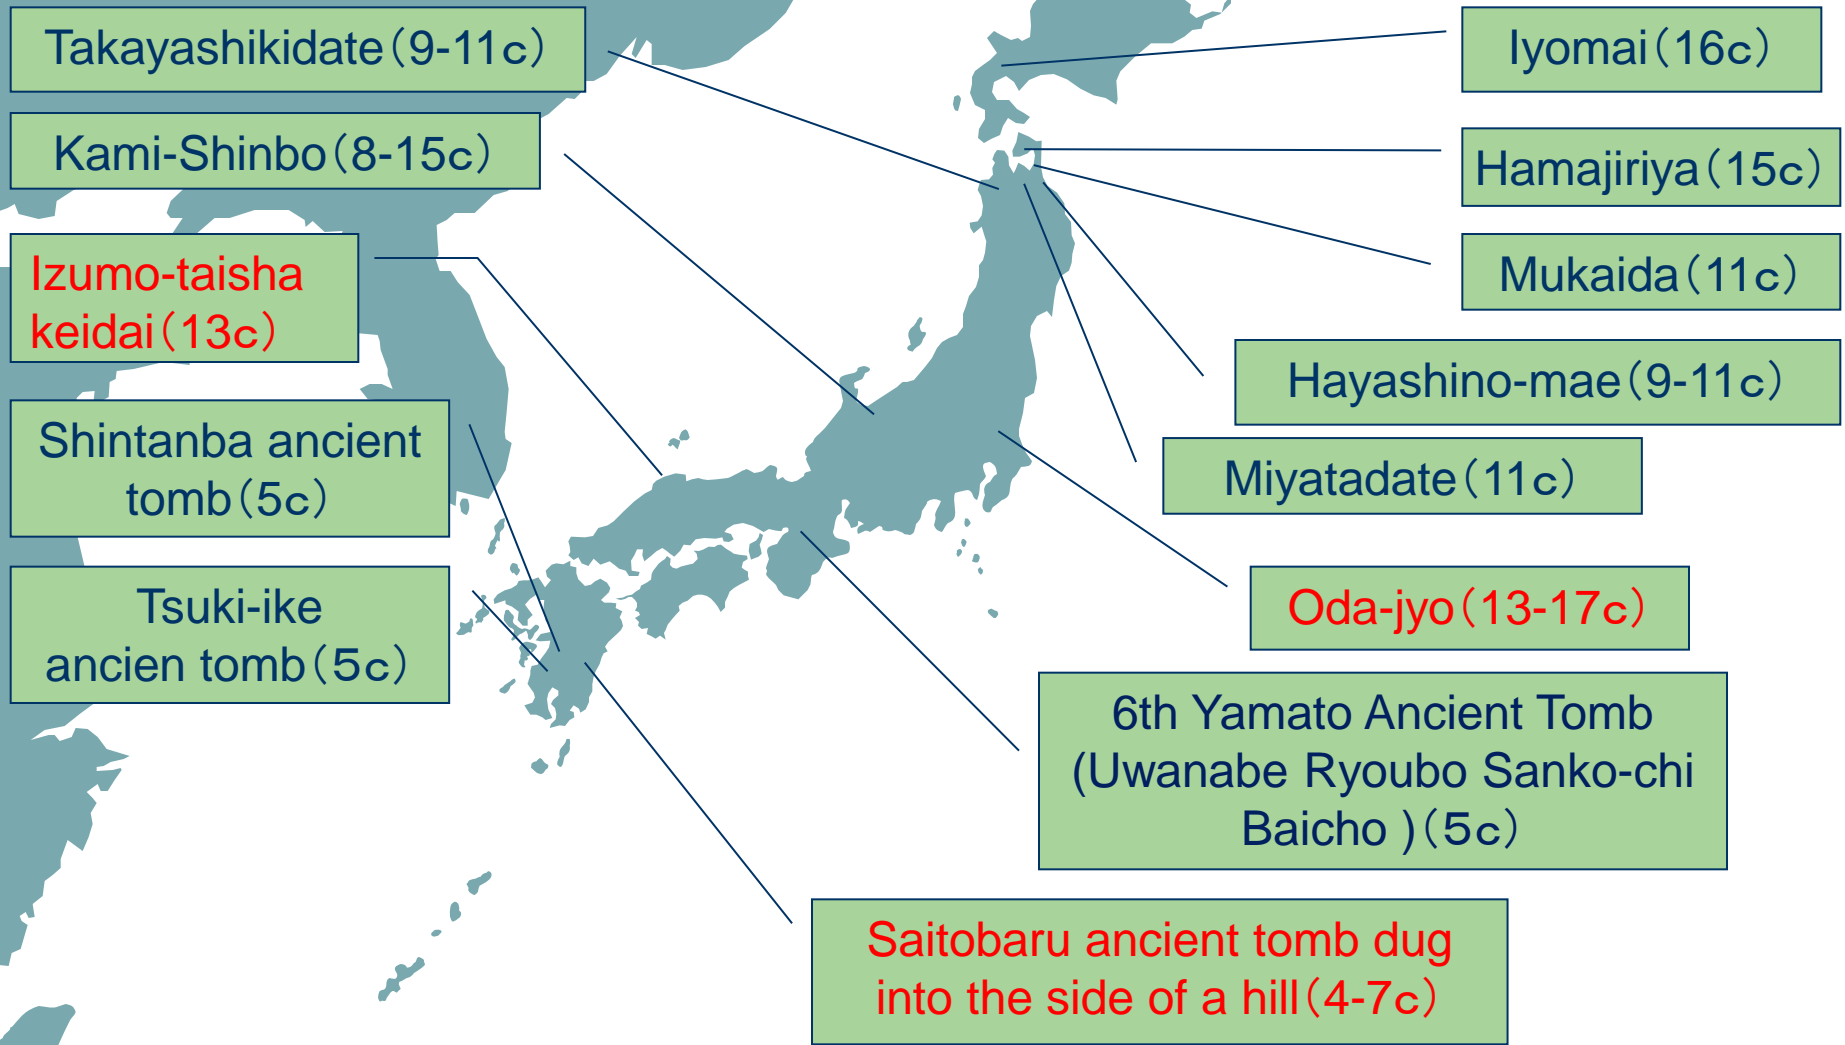 Takayashikidate（9-11c）
Kami-Shinbo（8-15c）
Izumo-taisha
keidai（13c）
Shintanba ancient
tomb（5c）
Tsuki-ike
ancien tomb（5c）
Iyomai（16c）
Hamajiriya（15c）
Mukaida（11c）
Hayashino-mae（9-11c）
Miyatadate（11c）
Oda-jyo（13-17c）
6th Yamato Ancient Tomb
(Uwanabe Ryoubo Sanko-chi
Baicho )（5c）
Saitobaru ancient tomb dug
into the side of a hill（4-7c）